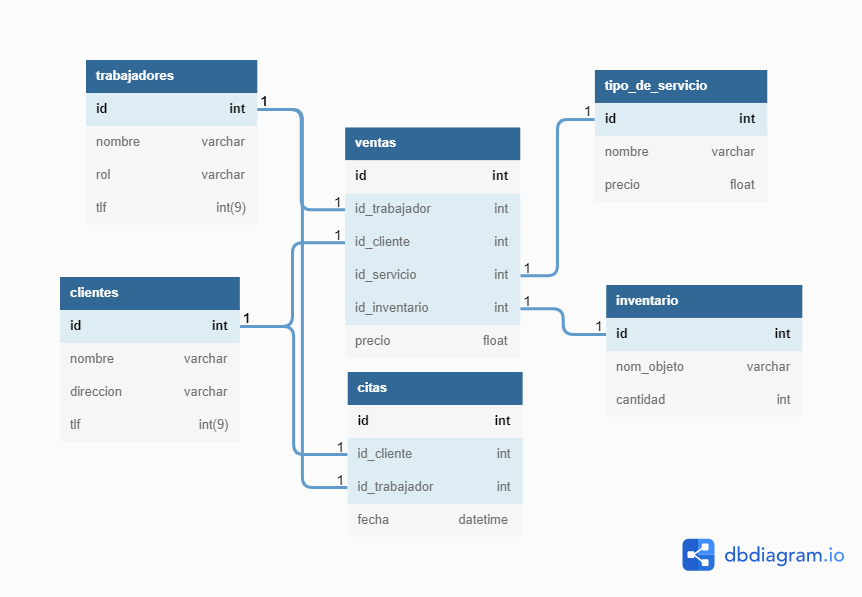 trabajadores
id int
nombre varchar
rol varchar
tlf int(9)
1
clientes
id int
nombre varchar
direccion varchar
tlf int(9)
1
ventas
id int
1 id_trabajador int
1 id_cliente int
id_servicio int 1
id_inventario int 1
precio float
citas
id int
1 id_cliente int
1 id_trabajador int
fecha datetime
1
tipo_de_servicio
id int
nombre varchar
precio float
1
inventario
id int
nom_objeto varchar
cantidad int
dbdiagram.io